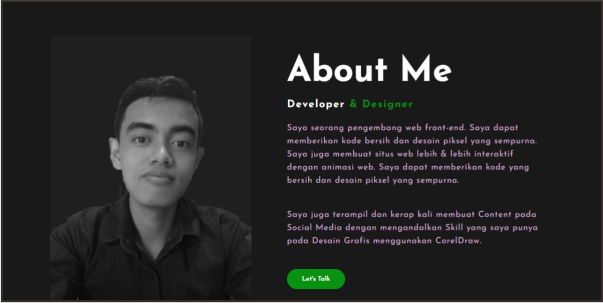 About Me
Developer & Designer
Saya seorang pengembang web front-end. Saya dapat
memberikan kode bersih dan desain piksel yang sempurna.
Saya juga membuat situs web lebih & lebih interaktif
dengan animasi web. Saya dapat memberikan kode yang
bersih dan desain piksel yang sempurna.
Saya juga terampil dan kerap kali membuat Content pada
Social Media dengan mengandalkan Skill yang saya punya
pada Desain Grafis menggunakan CorelDraw.
Let's Talk